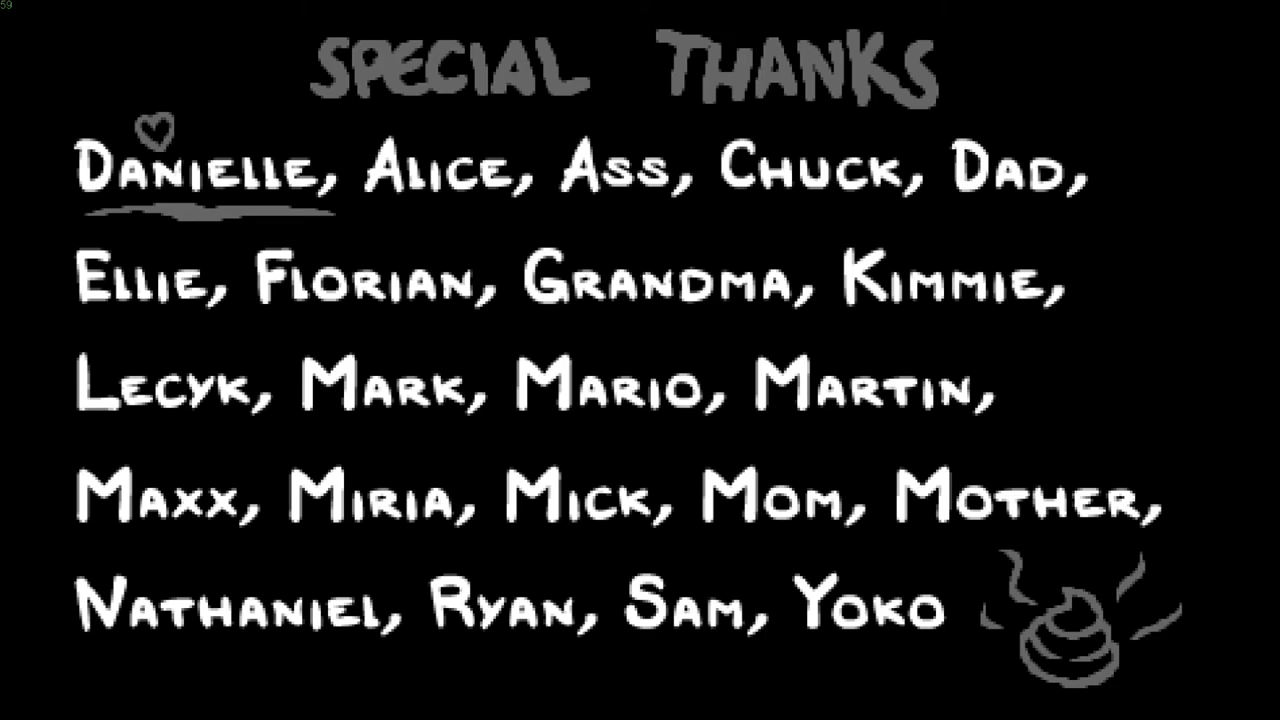 59
SPECIAL THANKS
DANIELLE, ALICE, ASS, CHUCK, DAD,
ELLIE, FLORIAN, GRANDMA, KIMMIE,
LECYK, MARK, MARIO, MARTIN,
MAXX, MIRIA, MICK, MOM, MOTHER,
NATHANIEL, RYAN, SAM, YOKO